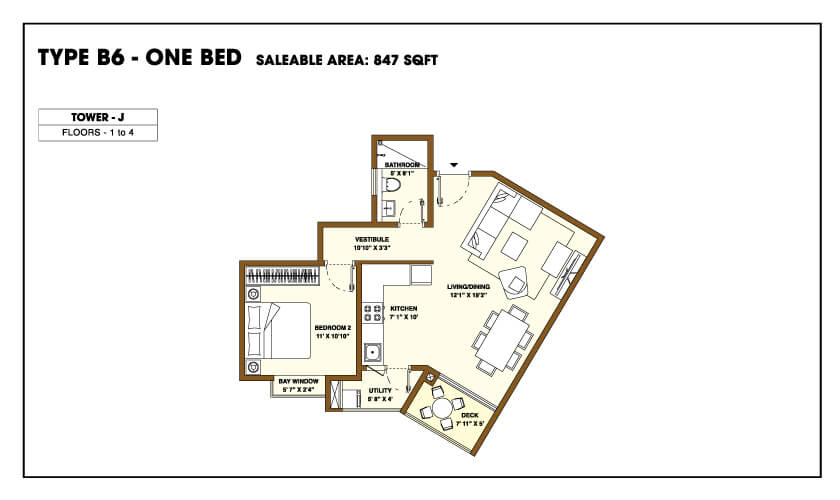 TYPE B6 - ONE BED SALEABLE AREA: 847 SQFT
TOWER - J
FLOORS - 1 to 4
BATHROOM
5' X 8'1"
VESTIBULE
10'10" X 3'3"
LIVING/DINING
12'1" X 18'3"
KITCHEN
7' 1" X 10'
BEDROOM 2
11' X 10'10"
BAY WINDOW
5' 7" X 2'4"
UTILITY
5' 8" X 4'
DECK
7' 11" X 5'